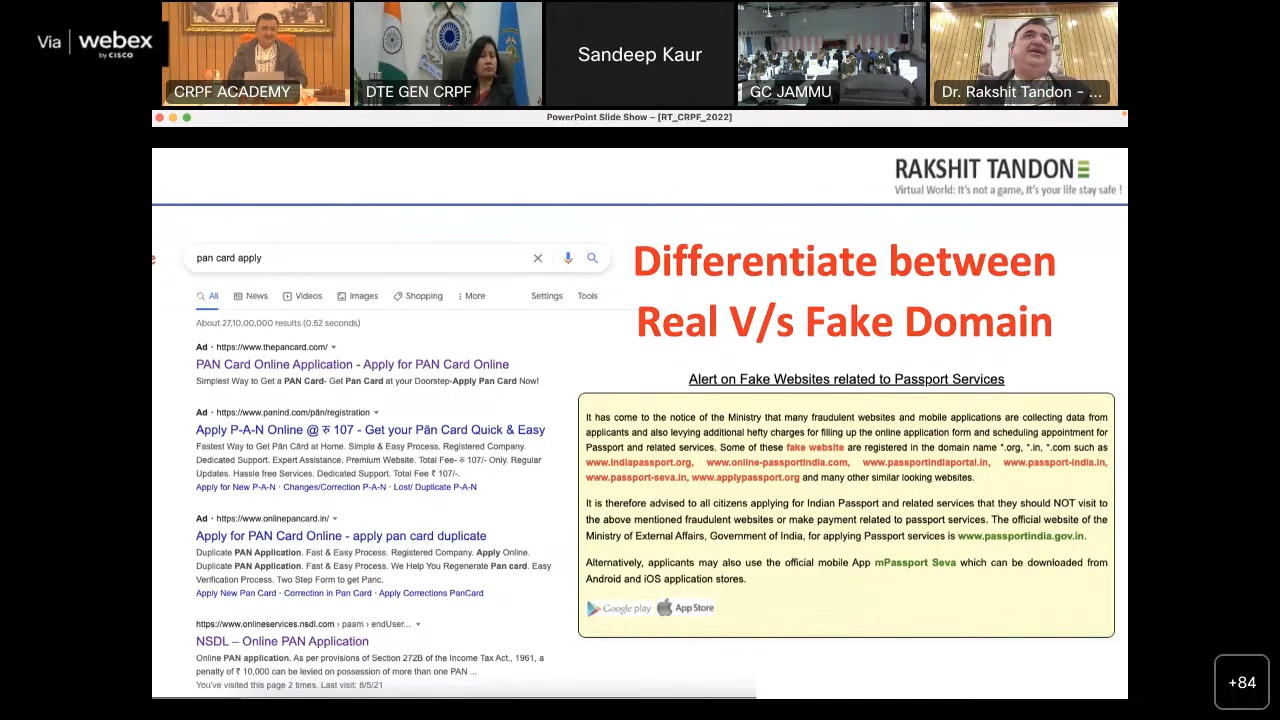 Via webex
by CISCO
CRPF ACADEMY
DTE GEN CRPF
Sandeep Kaur
GC JAMMU
Dr. Rakshit Tandon - ...
PowerPoint Slide Show – [RT_CRPF_2022]
RAKSHIT TANDON
Virtual World: It's not a game, It's your life stay safe !
e
pan card apply
All News Videos Images Shopping More Settings Tools
About 27,10,00,000 results (0.52 seconds)
Ad · https://www.thepancard.com/
PAN Card Online Application - Apply for PAN Card Online
Simplest Way to Get a PAN Card- Get Pan Card at your Doorstep-Apply Pan Card Now!
Ad · https://www.panind.com/pān/registration
Apply P-A-N Online @ रु 107 - Get your Pān Card Quick & Easy
Fastest Way to Get Pān Cārd at Home. Simple & Easy Process. Registered Company.
Dedicated Support. Expert Assistance. Premium Website. Total Fee- रु 107/- Only. Regular
Updates. Hassle free Services. Dedicated Support. Total Fee ₹ 107/-.
Apply for New P-A-N · Changes/Correction P-A-N · Lost/ Duplicate P-A-N
Ad · https://www.onlinepancard.in/
Apply for PAN Card Online - apply pan card duplicate
Duplicate PAN Application. Fast & Easy Process. Registered Company. Apply Online.
Duplicate PAN Application. Fast & Easy Process. We Help You Regenerate Pan card. Easy
Verification Process. Two Step Form to get Panc.
Apply New Pan Card · Correction in Pan Card · Apply Corrections PanCard
https://www.onlineservices.nsdl.com › paam › endUser...
NSDL – Online PAN Application
Online PAN application. As per provisions of Section 272B of the Income Tax Act., 1961, a
penalty of ₹ 10,000 can be levied on possession of more than one PAN ...
You've visited this page 2 times. Last visit: 8/5/21
Differentiate between
Real V/s Fake Domain
Alert on Fake Websites related to Passport Services
It has come to the notice of the Ministry that many fraudulent websites and mobile applications are collecting data from
applicants and also levying additional hefty charges for filling up the online application form and scheduling appointment for
Passport and related services. Some of these fake website are registered in the domain name *.org, *.in, *.com such as
www.indiapassport.org, www.online-passportindia.com, www.passportindiaportal.in, www.passport-india.in,
www.passport-seva.in, www.applypassport.org and many other similar looking websites.
It is therefore advised to all citizens applying for Indian Passport and related services that they should NOT visit to
the above mentioned fraudulent websites or make payment related to passport services. The official website of the
Ministry of External Affairs, Government of India, for applying Passport services is www.passportindia.gov.in.
Alternatively, applicants may also use the official mobile App mPassport Seva which can be downloaded from
Android and iOS application stores.
Google play App Store
+84